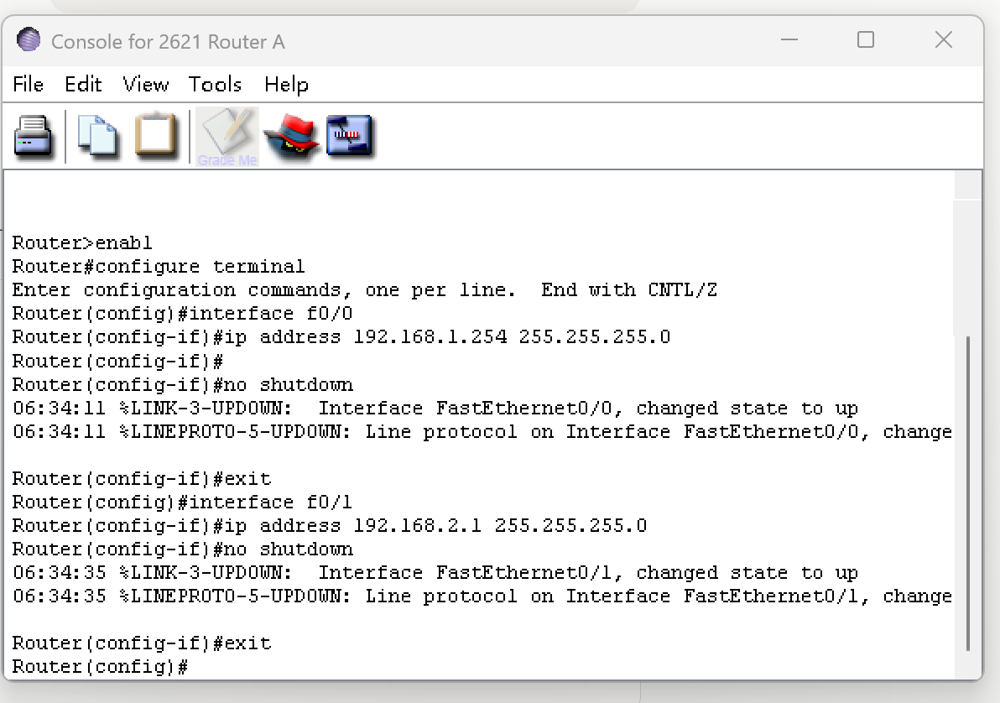 Console for 2621 Router A
File Edit View Tools Help
Grade Me
Router>enabl
Router#configure terminal
Enter configuration commands, one per line.  End with CNTL/Z
Router(config)#interface f0/0
Router(config-if)#ip address 192.168.1.254 255.255.255.0
Router(config-if)#
Router(config-if)#no shutdown
06:34:11 %LINK-3-UPDOWN:  Interface FastEthernet0/0, changed state to up
06:34:11 %LINEPROTO-5-UPDOWN: Line protocol on Interface FastEthernet0/0, change
Router(config-if)#exit
Router(config)#interface f0/1
Router(config-if)#ip address 192.168.2.1 255.255.255.0
Router(config-if)#no shutdown
06:34:35 %LINK-3-UPDOWN:  Interface FastEthernet0/1, changed state to up
06:34:35 %LINEPROTO-5-UPDOWN: Line protocol on Interface FastEthernet0/1, change
Router(config-if)#exit
Router(config)#